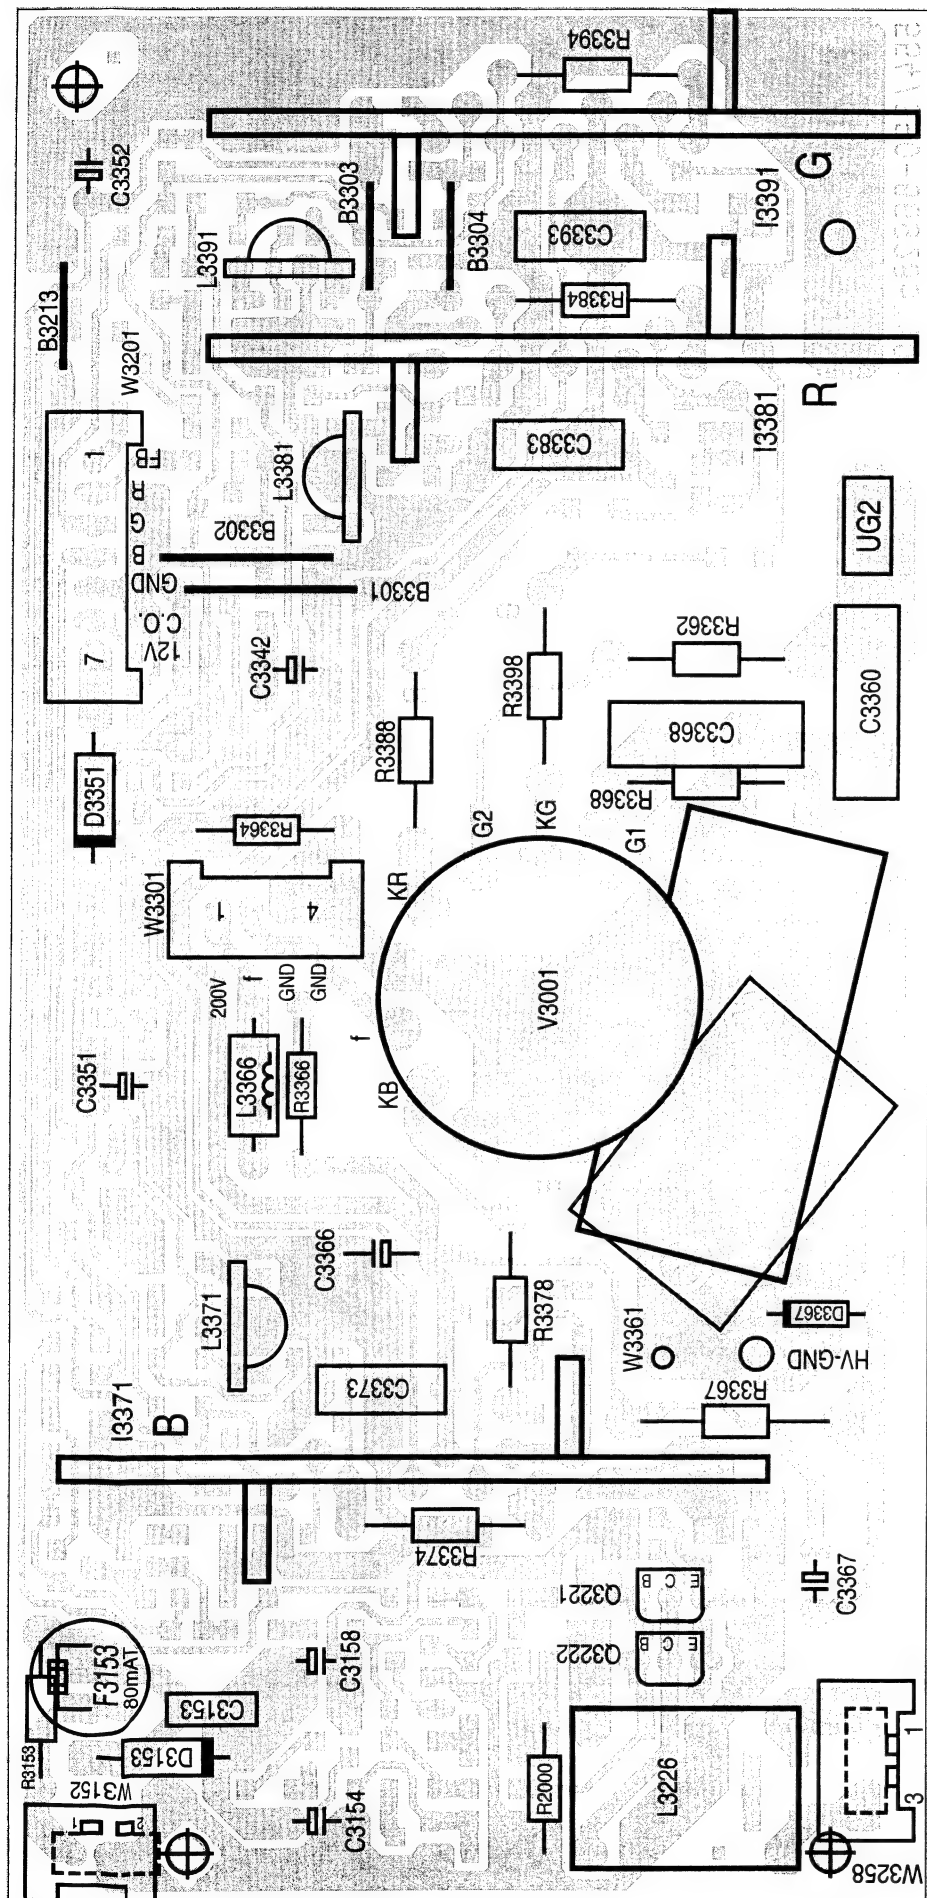 R3394
C3352
G
B3303
I3391
L3391
B3304
C3393
R3384
B3213
W3201
R
I3381
1
FB
R
G
B
GND
C.O.
12V
7
L3381
C3383
B3302
B3301
UG2
C3342
R3398
R3362
R3388
C3368
C3360
R3368
D3351
R3364
G2
KG
G1
KR
W3301
1
4
200V
f
GND
GND
V3001
f
KB
C3351
L3366
R3366
C3366
L3371
R3378
D3367
W3361
HV-GND
C3373
R3367
I3371
B
R3374
Q3221
E C B
C3367
Q3222
E C B
F3153
80mAT
C3158
C3153
R3153
D3153
W3152
R2000
L3226
1
3
1
2
C3154
W3258